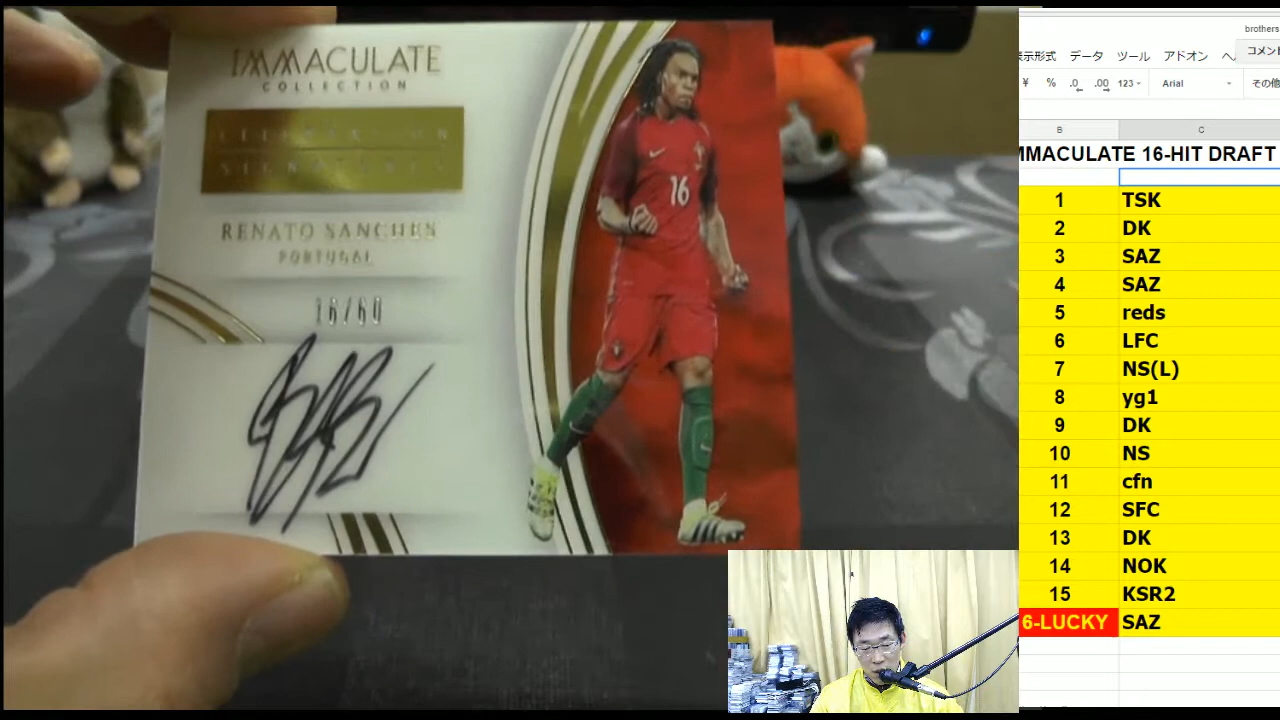 IMMACULATE
COLLECTION
SIGNATURES
RENATO SANCHES
PORTUGAL
16/60
16
brothers
コメント
表示形式 データ ツール アドオン ヘ
¥ % .0 .00 123 Arial その他
B C
MMACULATE 16-HIT DRAFT
1 TSK
2 DK
3 SAZ
4 SAZ
5 reds
6 LFC
7 NS(L)
8 yg1
9 DK
10 NS
11 cfn
12 SFC
13 DK
14 NOK
15 KSR2
6-LUCKY SAZ